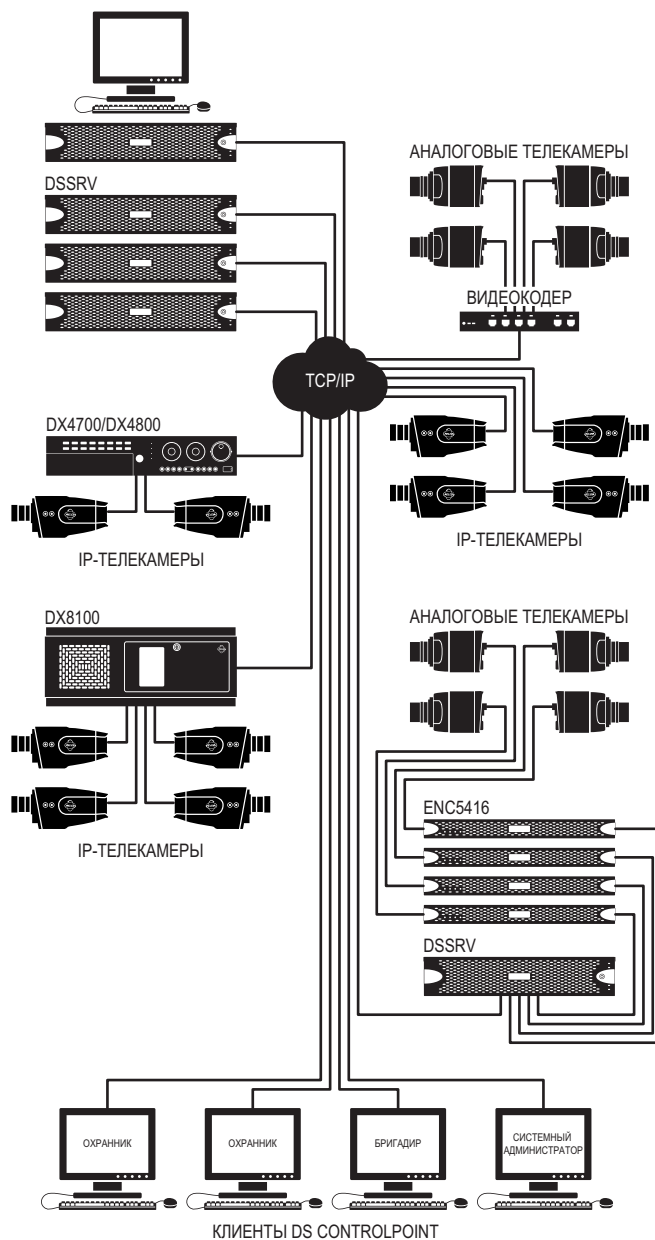 DSSRV
АНАЛОГОВЫЕ ТЕЛЕКАМЕРЫ
ВИДЕОКОДЕР
TCP/IP
DX4700/DX4800
IP-ТЕЛЕКАМЕРЫ
IP-ТЕЛЕКАМЕРЫ
DX8100
IP-ТЕЛЕКАМЕРЫ
АНАЛОГОВЫЕ ТЕЛЕКАМЕРЫ
ENC5416
DSSRV
ОХРАННИК
ОХРАННИК
БРИГАДИР
СИСТЕМНЫЙ
АДМИНИСТРАТОР
КЛИЕНТЫ DS CONTROLPOINT